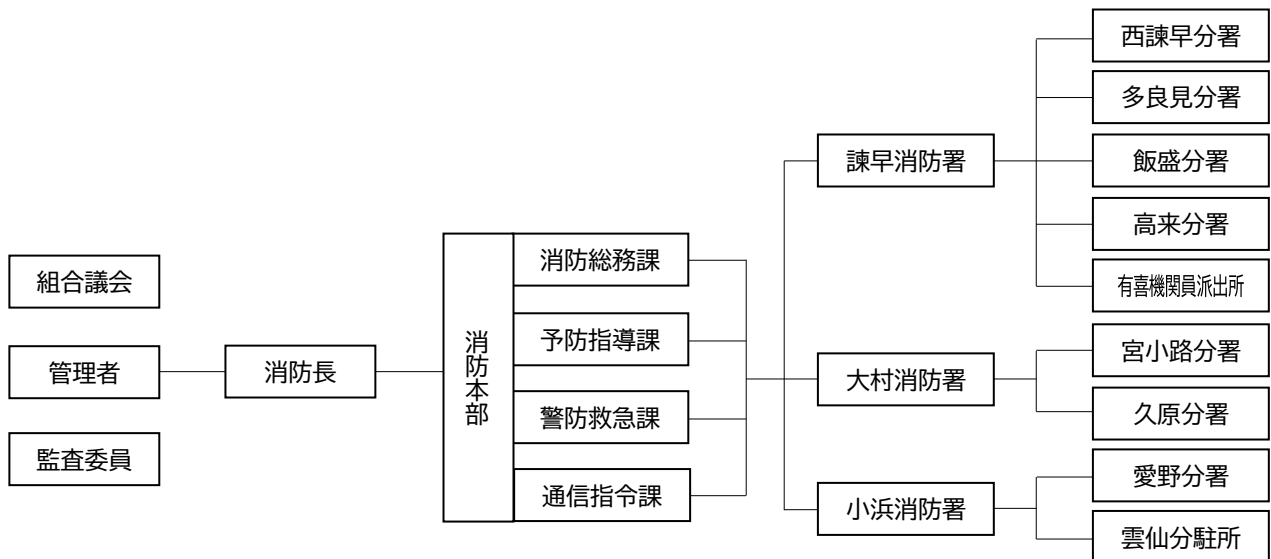 組合議会
管理者
監査委員
消防長
消防本部
消防総務課
予防指導課
警防救急課
通信指令課
諫早消防署
大村消防署
小浜消防署
西諫早分署
多良見分署
飯盛分署
高来分署
有喜機関員派出所
宮小路分署
久原分署
愛野分署
雲仙分駐所